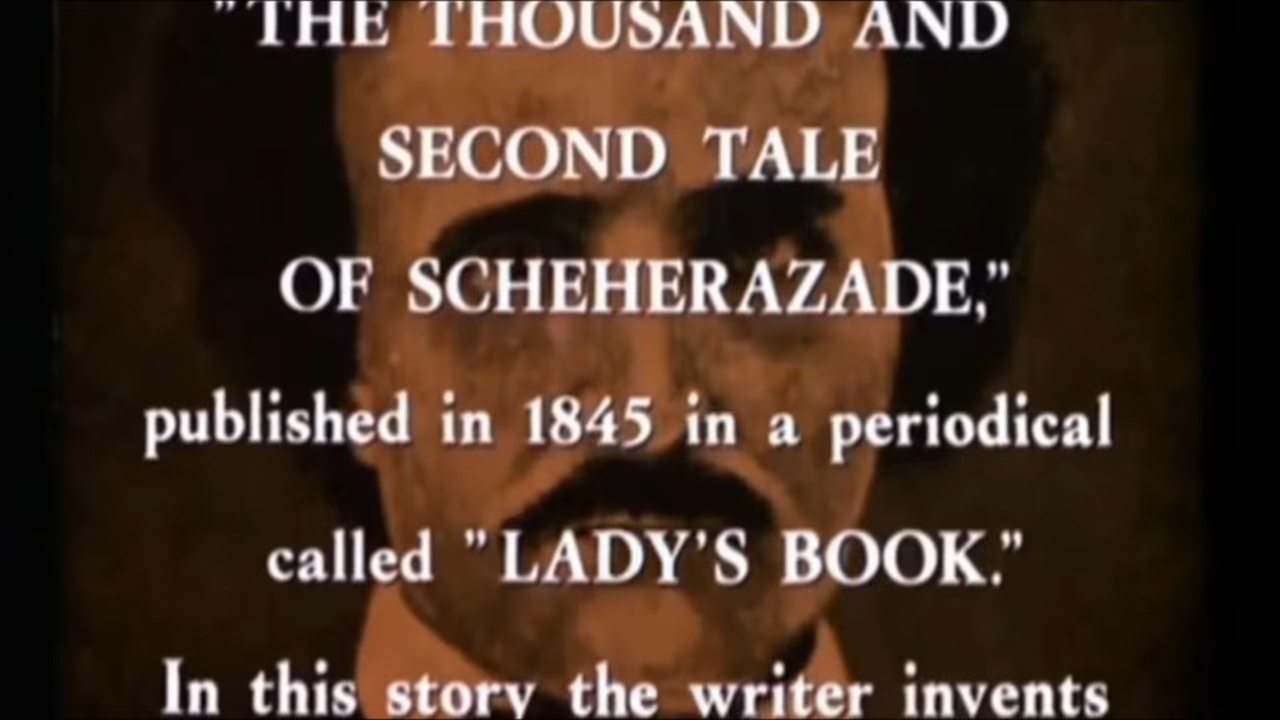 "THE THOUSAND AND
SECOND TALE
OF SCHEHERAZADE,"
published in 1845 in a periodical
called "LADY'S BOOK."
In this story the writer invents